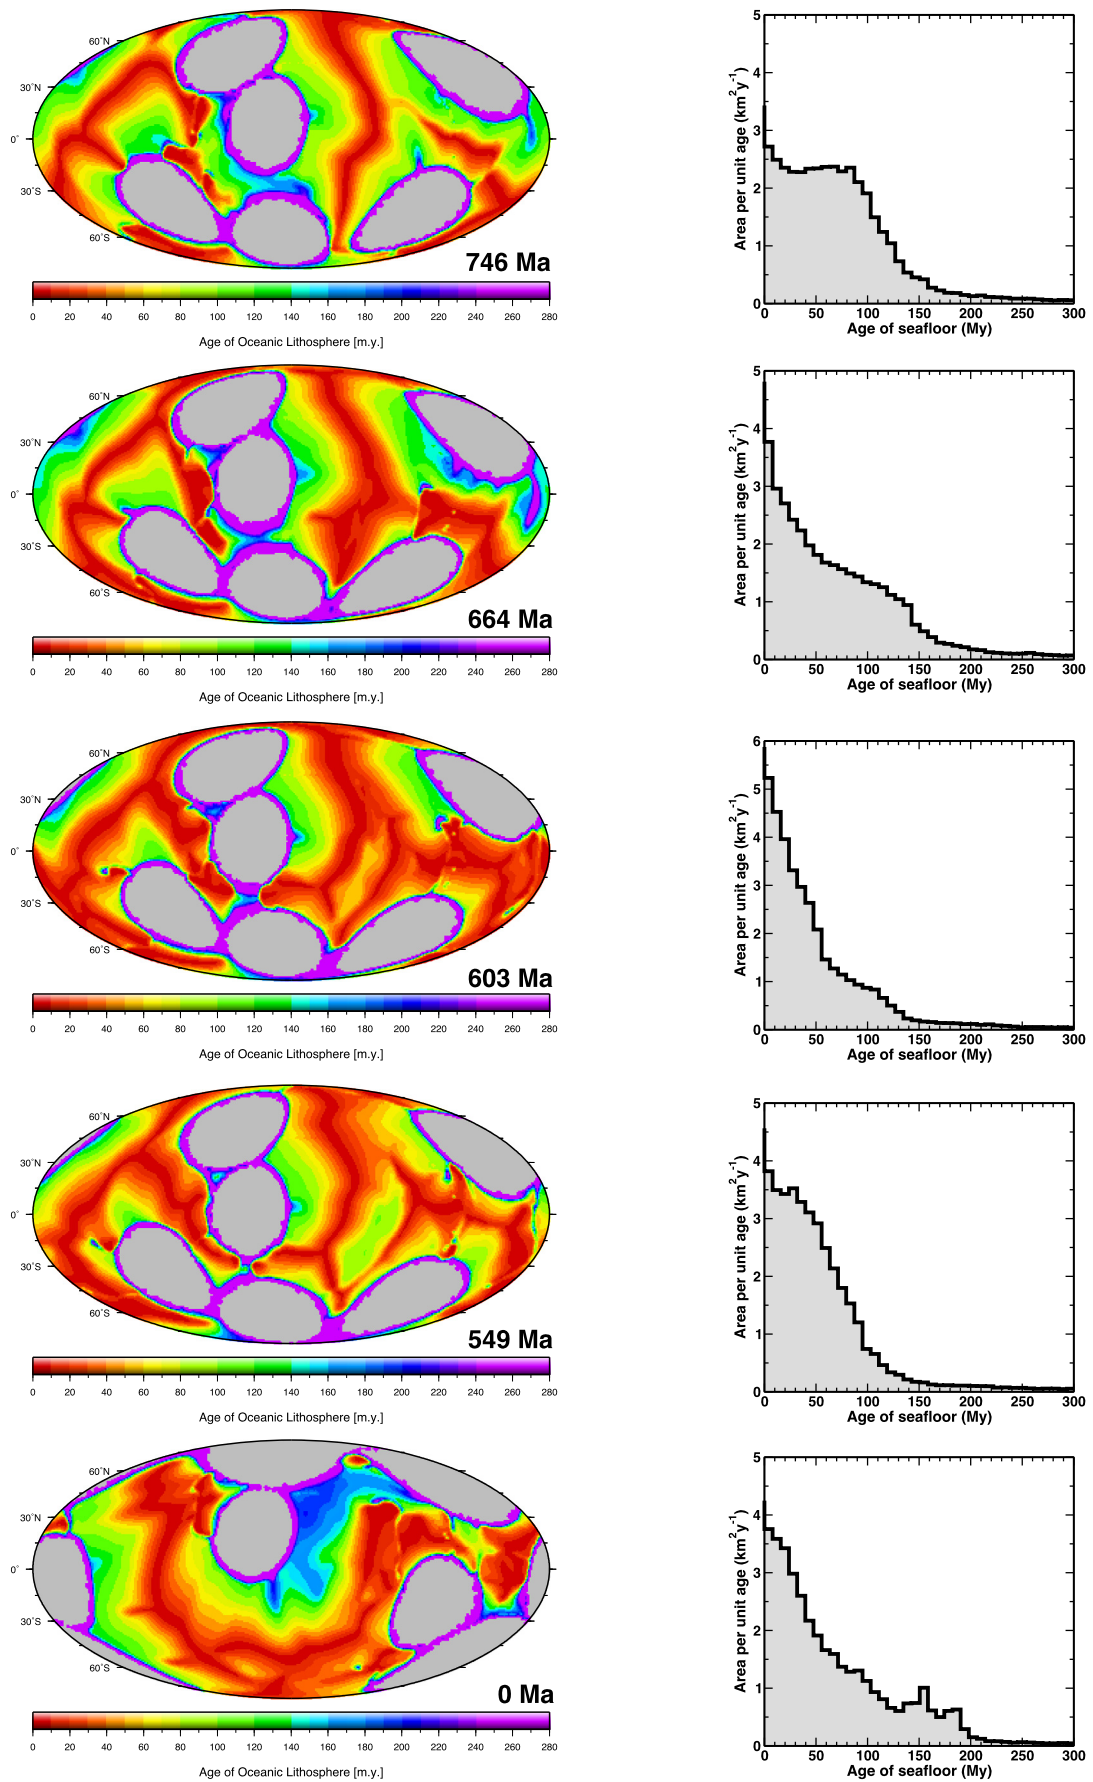 60°N
30°N
0°
30°S
60°S
746 Ma
0 20 40 60 80 100 120 140 160 180 200 220 240 260 280
Age of Oceanic Lithosphere [m.y.]
Area per unit age (km²y⁻¹)
5
4
3
2
1
0
0 50 100 150 200 250 300
Age of seafloor (My)
60°N
30°N
0°
30°S
60°S
664 Ma
0 20 40 60 80 100 120 140 160 180 200 220 240 260 280
Age of Oceanic Lithosphere [m.y.]
Area per unit age (km²y⁻¹)
5
4
3
2
1
0
0 50 100 150 200 250 300
Age of seafloor (My)
60°N
30°N
0°
30°S
60°S
603 Ma
0 20 40 60 80 100 120 140 160 180 200 220 240 260 280
Age of Oceanic Lithosphere [m.y.]
Area per unit age (km²y⁻¹)
6
5
4
3
2
1
0
0 50 100 150 200 250 300
Age of seafloor (My)
60°N
30°N
0°
30°S
60°S
549 Ma
0 20 40 60 80 100 120 140 160 180 200 220 240 260 280
Age of Oceanic Lithosphere [m.y.]
Area per unit age (km²y⁻¹)
5
4
3
2
1
0
0 50 100 150 200 250 300
Age of seafloor (My)
60°N
30°N
0°
30°S
60°S
0 Ma
0 20 40 60 80 100 120 140 160 180 200 220 240 260 280
Age of Oceanic Lithosphere [m.y.]
Area per unit age (km²y⁻¹)
5
4
3
2
1
0
0 50 100 150 200 250 300
Age of seafloor (My)